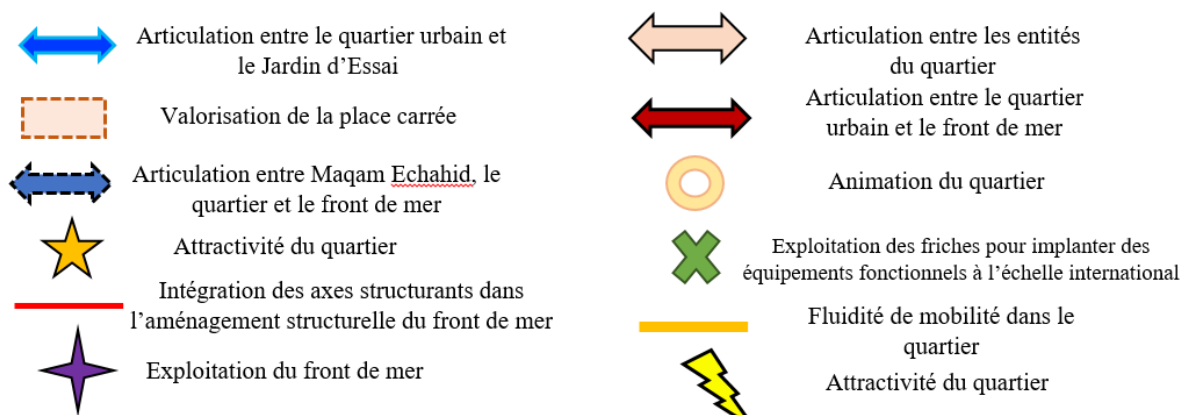 Articulation entre le quartier urbain et
le Jardin d’Essai
Valorisation de la place carrée
Articulation entre Maqam Echahid, le
quartier et le front de mer
Attractivité du quartier
Intégration des axes structurants dans
l’aménagement structurelle du front de mer
Exploitation du front de mer
Articulation entre les entités
du quartier
Articulation entre le quartier
urbain et le front de mer
Animation du quartier
Exploitation des friches pour implanter des
équipements fonctionnels à l’échelle international
Fluidité de mobilité dans le
quartier
Attractivité du quartier